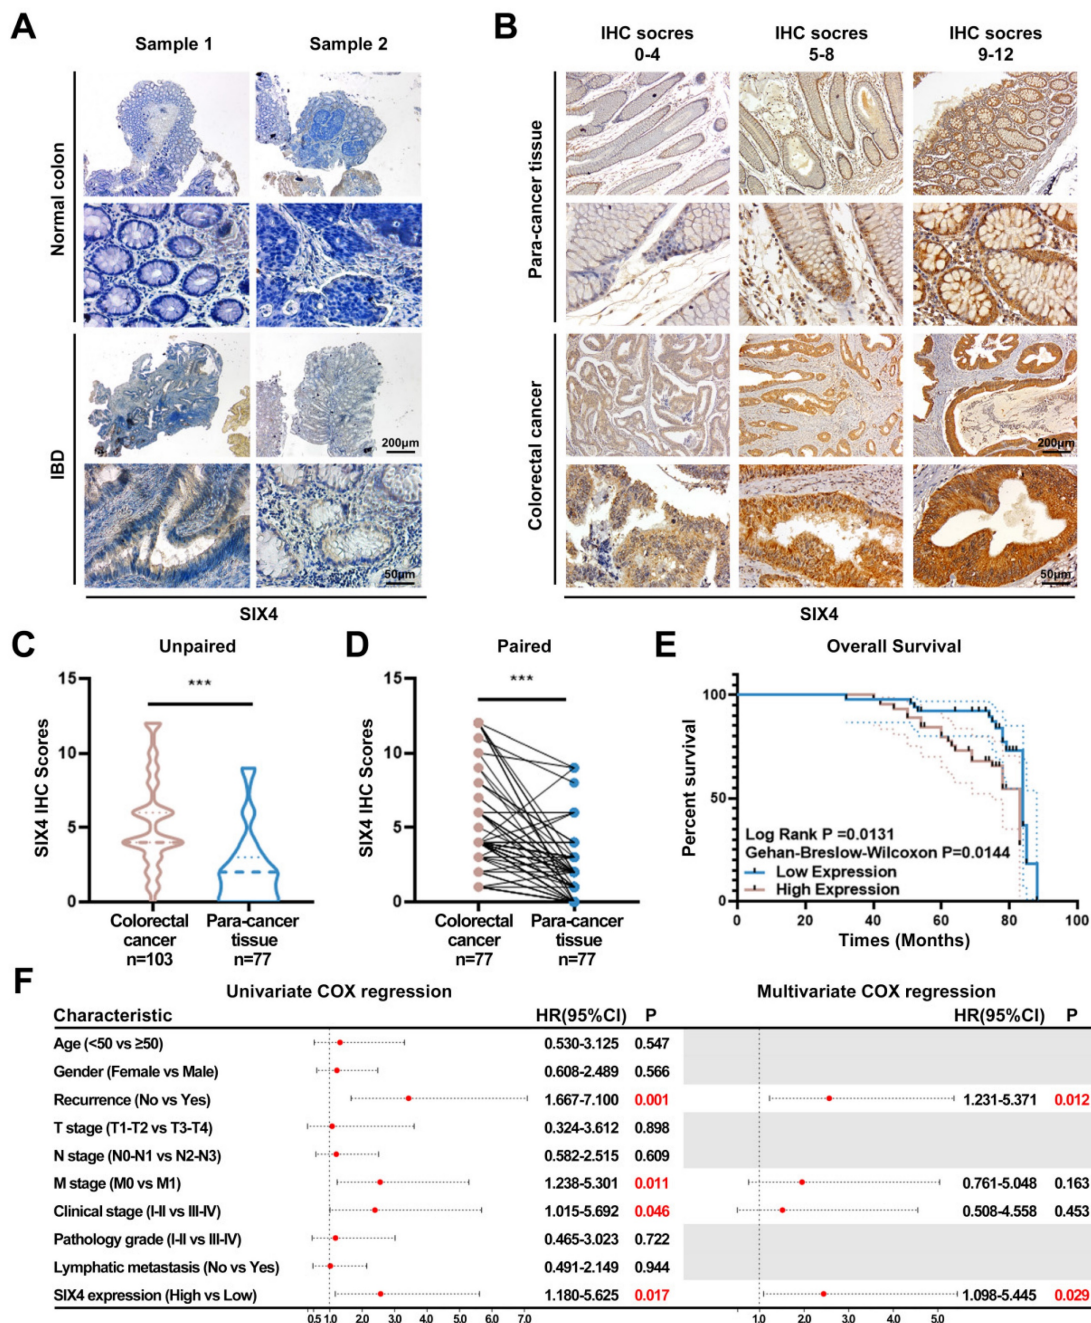 A
Sample 1 Sample 2
Normal colon
IBD
200μm
50μm
SIX4
B
IHC socres 0-4
IHC socres 5-8
IHC socres 9-12
Para-cancer tissue
Colorectal cancer
200μm
50μm
SIX4
C
Unpaired
***
SIX4 IHC Scores
15
10
5
0
Colorectal cancer n=103
Para-cancer tissue n=77
D
Paired
***
SIX4 IHC Scores
15
10
5
0
Colorectal cancer n=77
Para-cancer tissue n=77
E
Overall Survival
Percent survival
100
50
0
Log Rank P =0.0131
Gehan-Breslow-Wilcoxon P=0.0144
Low Expression
High Expression
0 20 40 60 80 100
Times (Months)
F
Univariate COX regression Multivariate COX regression
Characteristic HR(95%CI) P HR(95%CI) P
Age (<50 vs ≥50) 0.530-3.125 0.547
Gender (Female vs Male) 0.608-2.489 0.566
Recurrence (No vs Yes) 1.667-7.100 0.001 1.231-5.371 0.012
T stage (T1-T2 vs T3-T4) 0.324-3.612 0.898
N stage (N0-N1 vs N2-N3) 0.582-2.515 0.609
M stage (M0 vs M1) 1.238-5.301 0.011 0.761-5.048 0.163
Clinical stage (I-II vs III-IV) 1.015-5.692 0.046 0.508-4.558 0.453
Pathology grade (I-II vs III-IV) 0.465-3.023 0.722
Lymphatic metastasis (No vs Yes) 0.491-2.149 0.944
SIX4 expression (High vs Low) 1.180-5.625 0.017 1.098-5.445 0.029
0.5 1.0 2.0 3.0 4.0 5.0 6.0 7.0 1.0 2.0 3.0 4.0 5.0